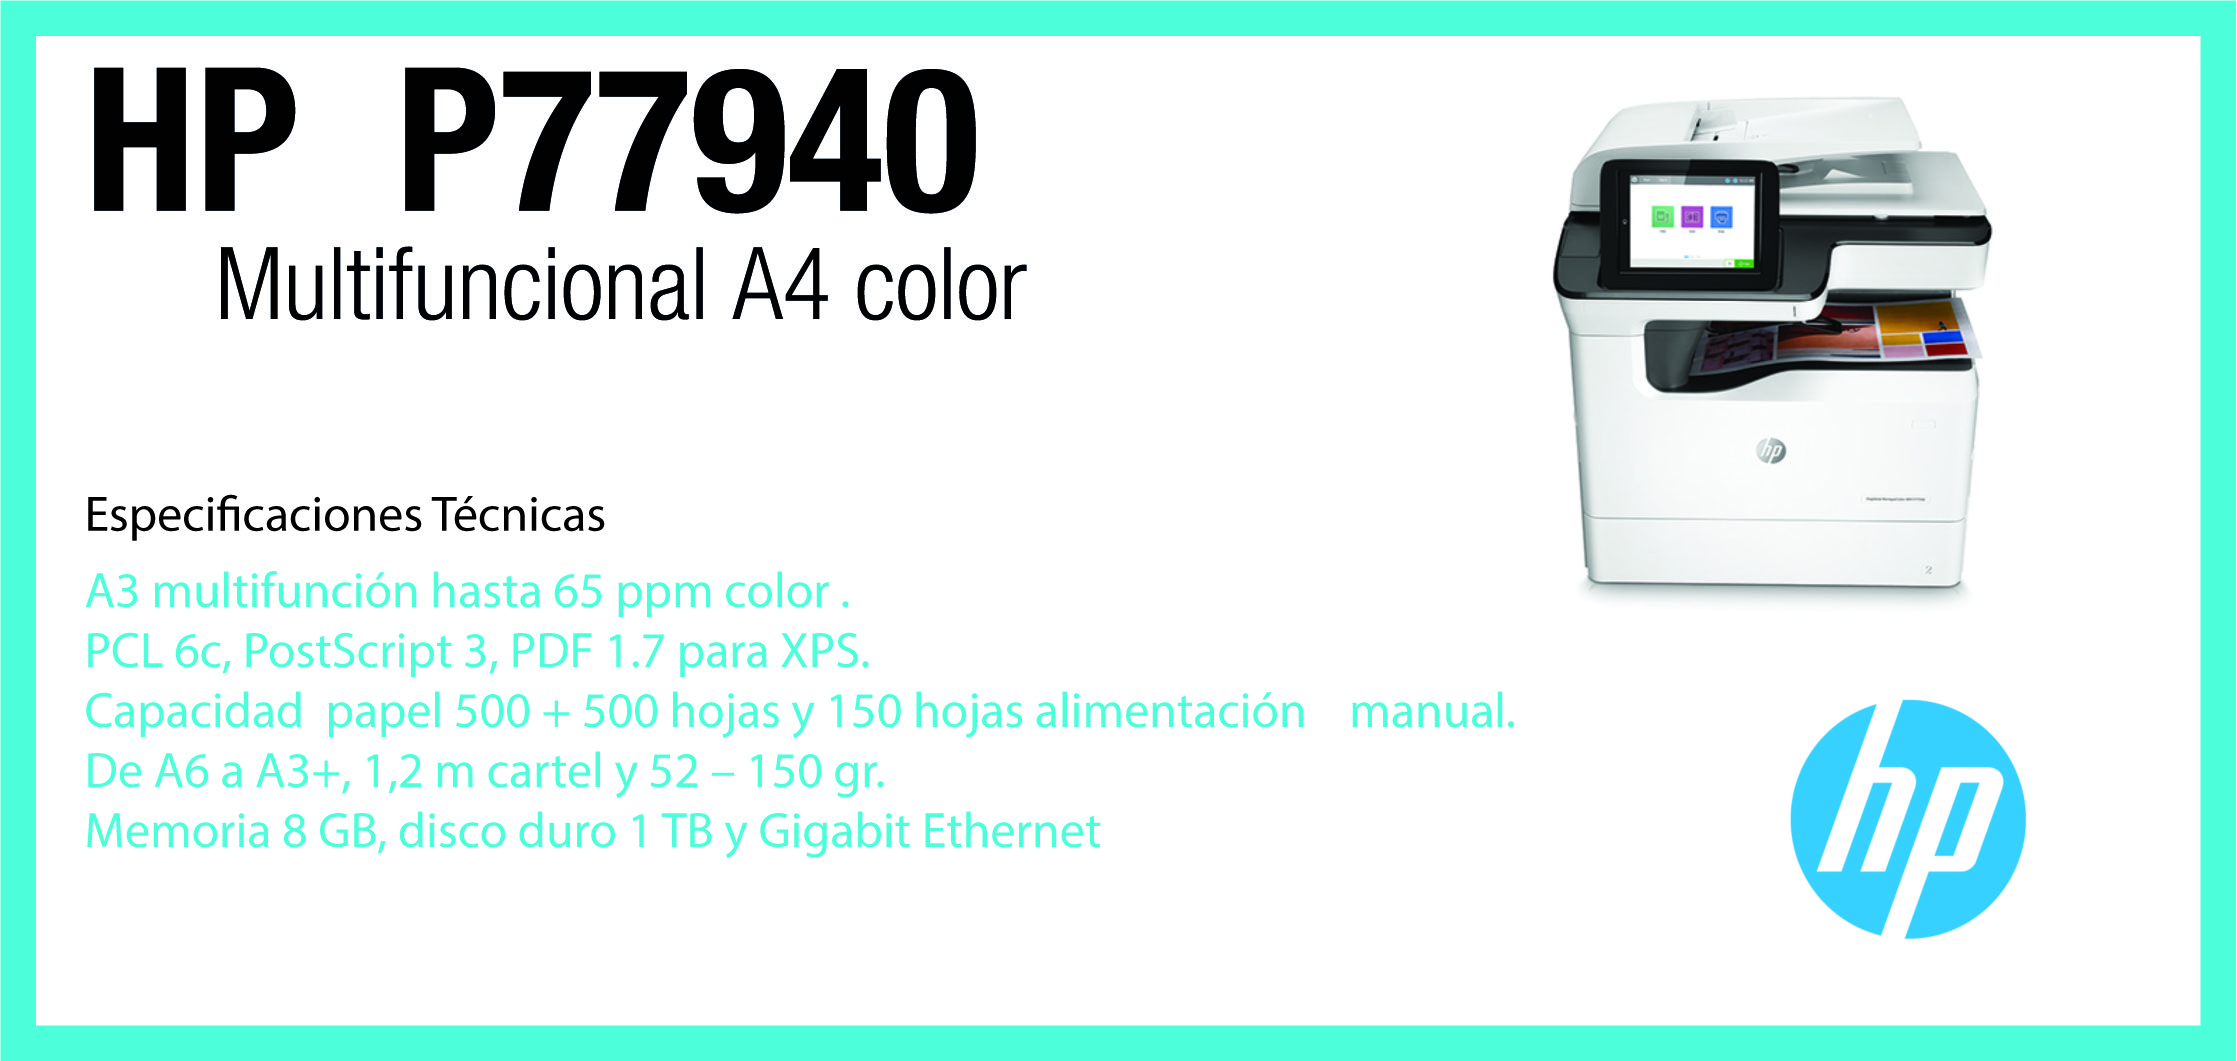 HP P77940
Multifuncional A4 color
Especificaciones Técnicas
A3 multifunción hasta 65 ppm color .
PCL 6c, PostScript 3, PDF 1.7 para XPS.
Capacidad papel 500 + 500 hojas y 150 hojas alimentación manual.
De A6 a A3+, 1,2 m cartel y 52 – 150 gr.
Memoria 8 GB, disco duro 1 TB y Gigabit Ethernet
hp
2
hp